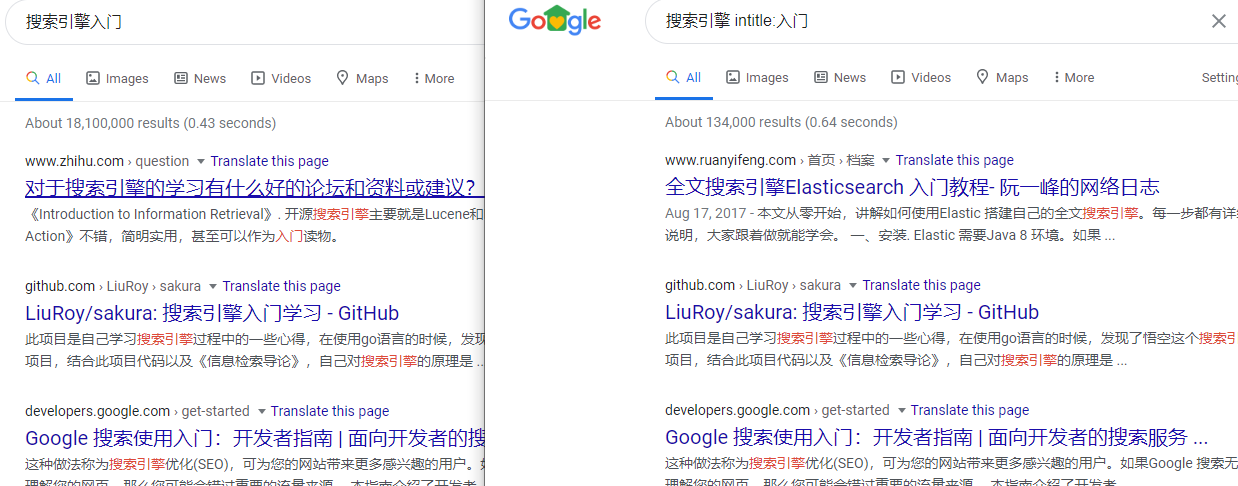 搜索引擎入门
All Images News Videos Maps More
About 18,100,000 results (0.43 seconds)
www.zhihu.com › question Translate this page
对于搜索引擎的学习有什么好的论坛和资料或建议？
《Introduction to Information Retrieval》. 开源搜索引擎主要就是Lucene和
Action》不错，简明实用，甚至可以作为入门读物。
github.com › LiuRoy › sakura Translate this page
LiuRoy/sakura: 搜索引擎入门学习 - GitHub
此项目是自己学习搜索引擎过程中的一些心得，在使用go语言的时候，发现
项目，结合此项目代码以及《信息检索导论》，自己对搜索引擎的原理是 ...
developers.google.com › get-started Translate this page
Google 搜索使用入门：开发者指南 | 面向开发者的搜
这种做法称为搜索引擎优化(SEO)，可为您的网站带来更多感兴趣的用户。如
Google
搜索引擎 intitle:入门
All Images News Videos Maps More Setting
About 134,000 results (0.64 seconds)
www.ruanyifeng.com › 首页 › 档案 Translate this page
全文搜索引擎Elasticsearch 入门教程- 阮一峰的网络日志
Aug 17, 2017 - 本文从零开始，讲解如何使用Elastic 搭建自己的全文搜索引擎。每一步都有详细
说明，大家跟着做就能学会。 一、安装. Elastic 需要Java 8 环境。如果 ...
github.com › LiuRoy › sakura Translate this page
LiuRoy/sakura: 搜索引擎入门学习 - GitHub
此项目是自己学习搜索引擎过程中的一些心得，在使用go语言的时候，发现了悟空这个搜索引
项目，结合此项目代码以及《信息检索导论》，自己对搜索引擎的原理是 ...
developers.google.com › get-started Translate this page
Google 搜索使用入门：开发者指南 | 面向开发者的搜索服务 ...
这种做法称为搜索引擎优化(SEO)，可为您的网站带来更多感兴趣的用户。如果Google 搜索无